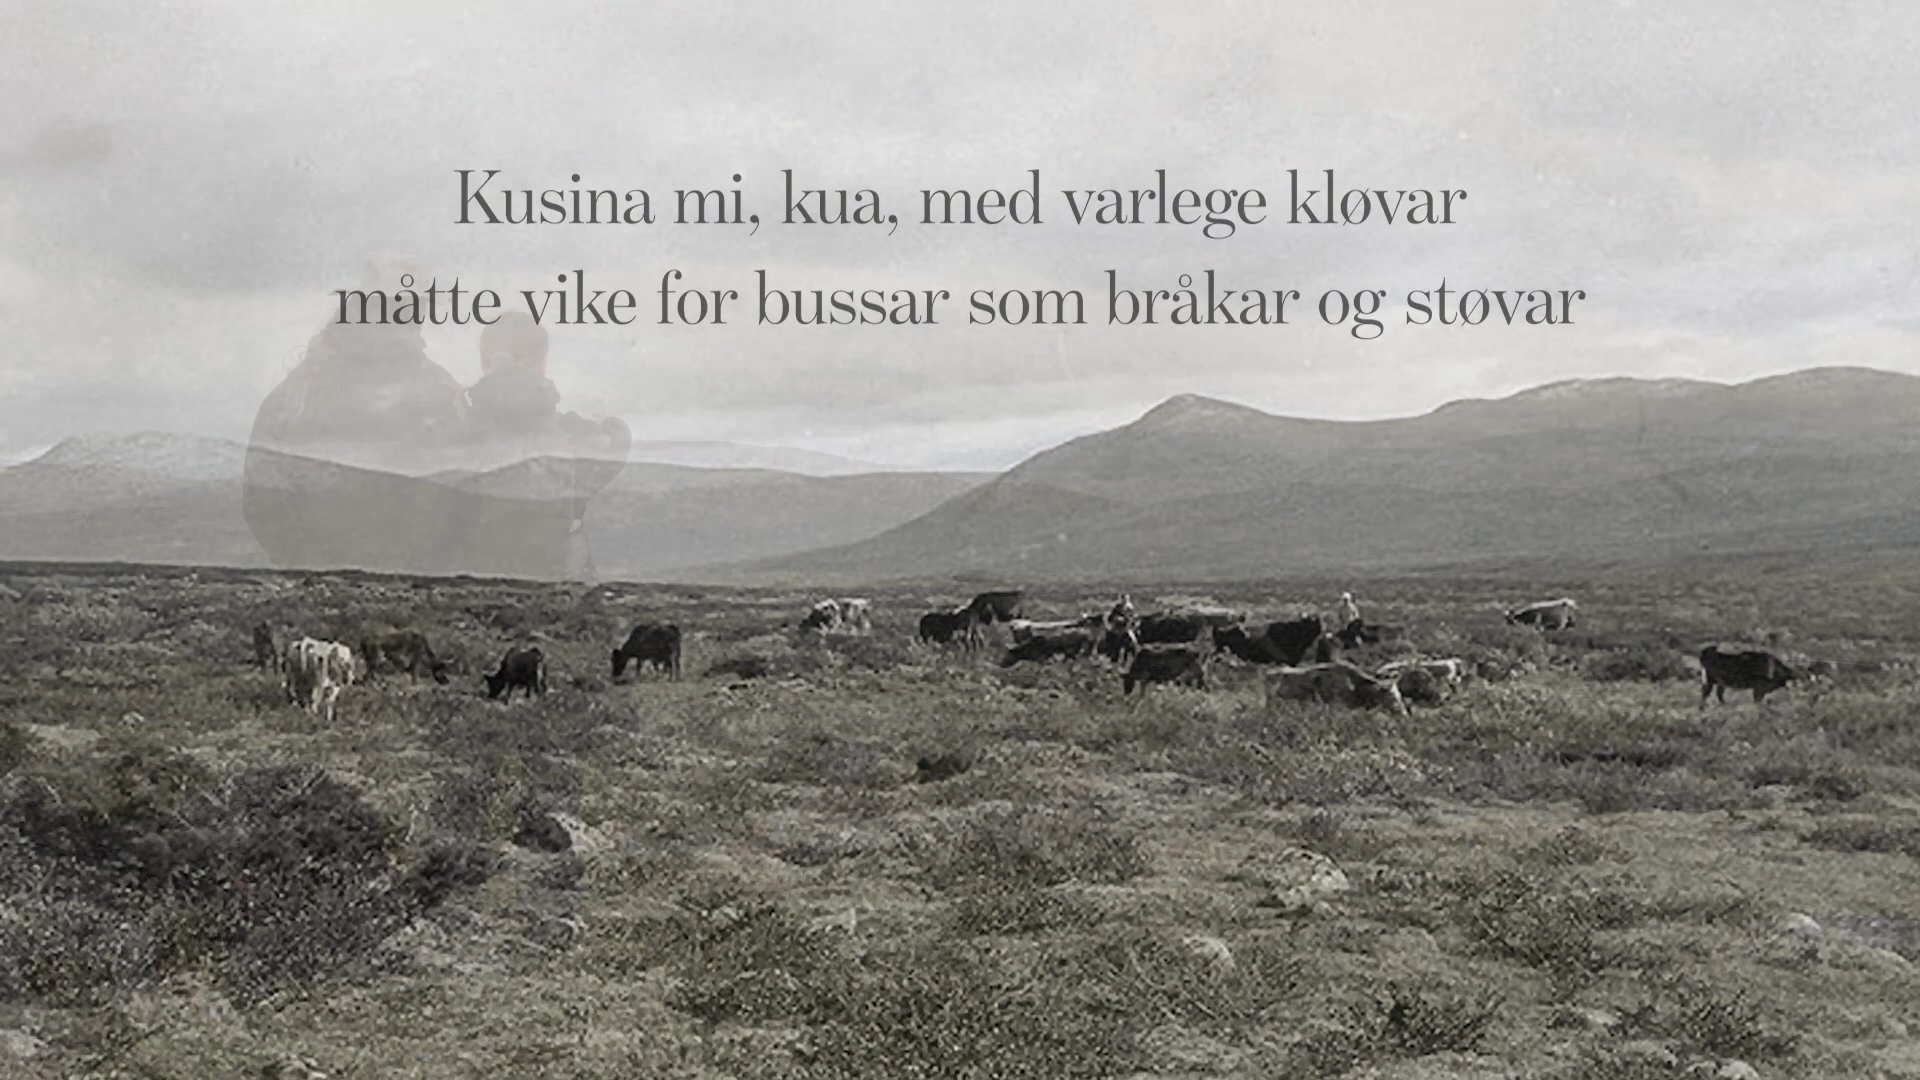 Kusina mi, kua, med varlege kløvar
måtte vike for bussar som bråkar og støvar